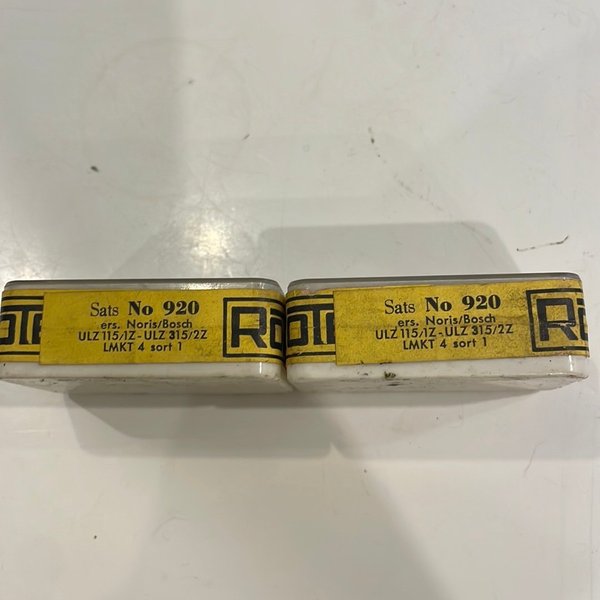 Sats No 920
ers. Noris/Bosch
ULZ 115/1Z - ULZ 315/2Z
LMKT 4 sort 1
Sats No 920
ers. Noris/Bosch
ULZ 115/1Z - ULZ 315/2Z
LMKT 4 sort 1